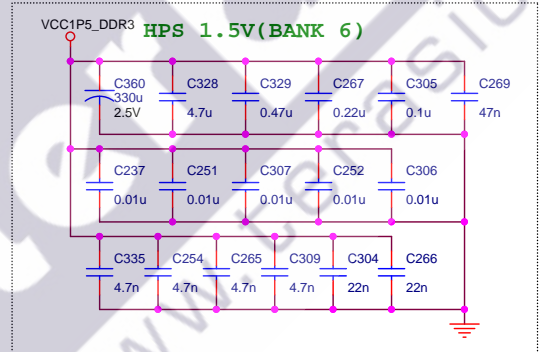 VCC1P5_DDR3
HPS 1.5V(BANK 6)
C360
330u
2.5V
C328
4.7u
C329
0.47u
C267
0.22u
C305
0.1u
C269
47n
C237
0.01u
C251
0.01u
C307
0.01u
C252
0.01u
C306
0.01u
C335
4.7n
C254
4.7n
C265
4.7n
C309
4.7n
C304
22n
C266
22n
www.terasic